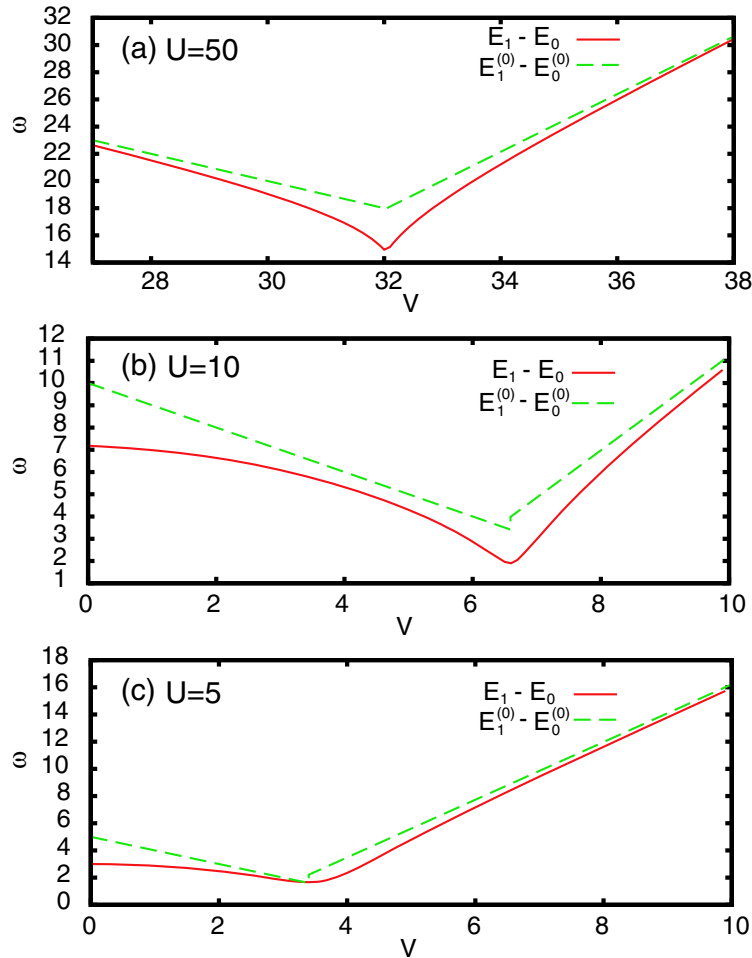 32
30
28
26
24
22
20
18
16
14
ω
(a) U=50
E₁ - E₀
E₁⁽⁰⁾ - E₀⁽⁰⁾
28 30 32 34 36 38
V
12
11
10
9
8
7
6
5
4
3
2
1
ω
(b) U=10
E₁ - E₀
E₁⁽⁰⁾ - E₀⁽⁰⁾
0 2 4 6 8 10
V
18
16
14
12
10
8
6
4
2
0
ω
(c) U=5
E₁ - E₀
E₁⁽⁰⁾ - E₀⁽⁰⁾
0 2 4 6 8 10
V